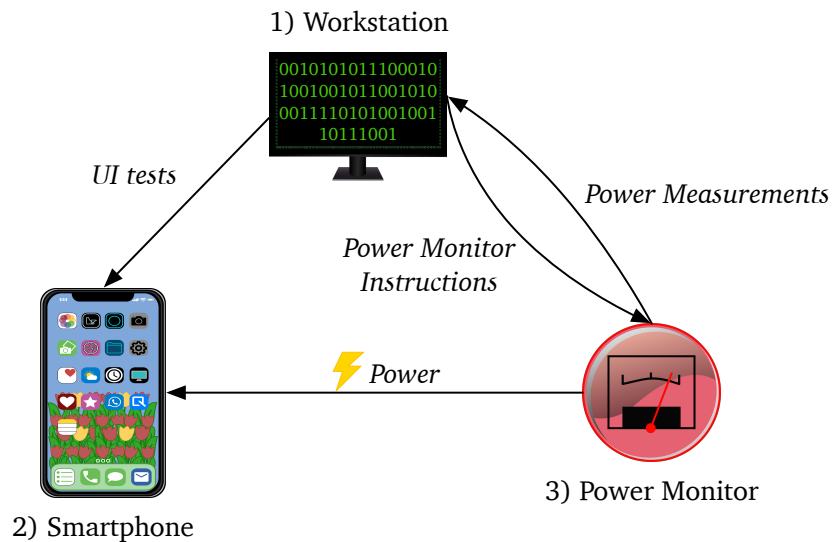 1) Workstation
0010101011100010
1001001011001010
0011110101001001
10111001
UI tests
Power Measurements
Power Monitor
Instructions
Power
3) Power Monitor
2) Smartphone